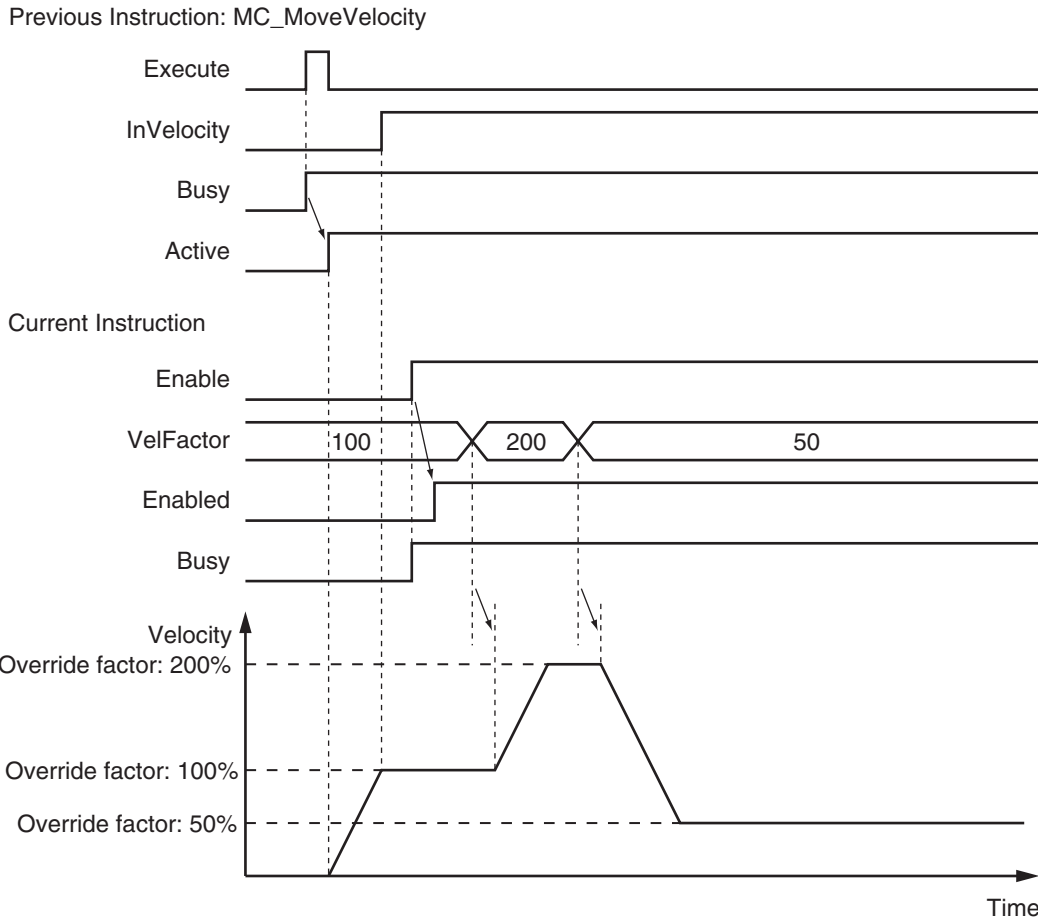 Previous Instruction: MC_MoveVelocity
Execute
InVelocity
Busy
Active
Current Instruction
Enable
VelFactor 100 200 50
Enabled
Busy
Velocity
Override factor: 200%
Override factor: 100%
Override factor: 50%
Time